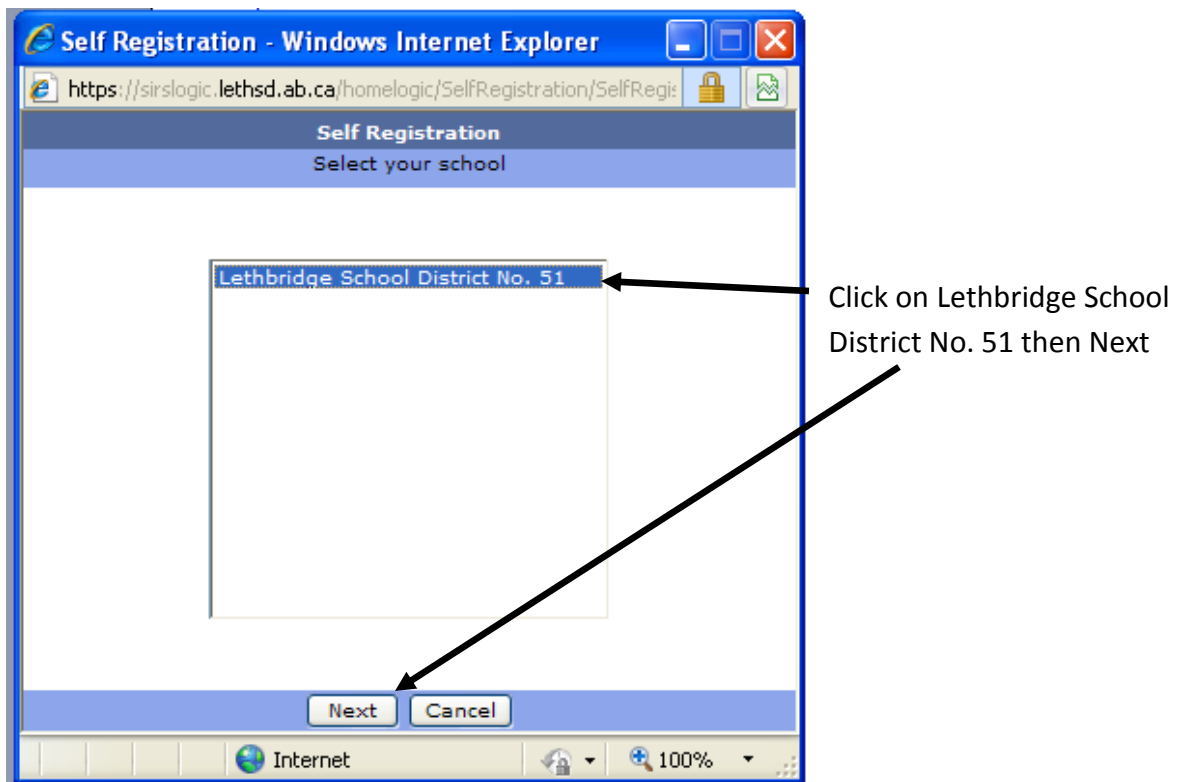 Self Registration - Windows Internet Explorer
https://sirslogic.lethsd.ab.ca/homelogic/SelfRegistration/SelfRegis
Self Registration
Select your school
Lethbridge School District No. 51
Click on Lethbridge School
District No. 51 then Next
Next Cancel
Internet 100%